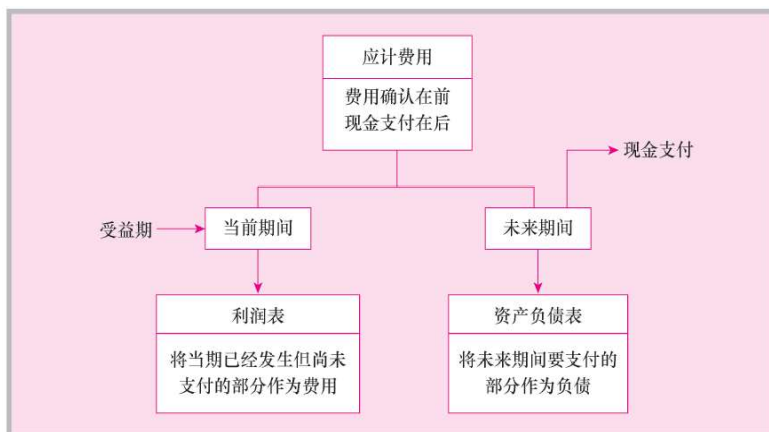 应计费用
费用确认在前
现金支付在后
现金支付
受益期
当前期间
未来期间
利润表
将当期已经发生但尚未
支付的部分作为费用
资产负债表
将未来期间要支付的
部分作为负债